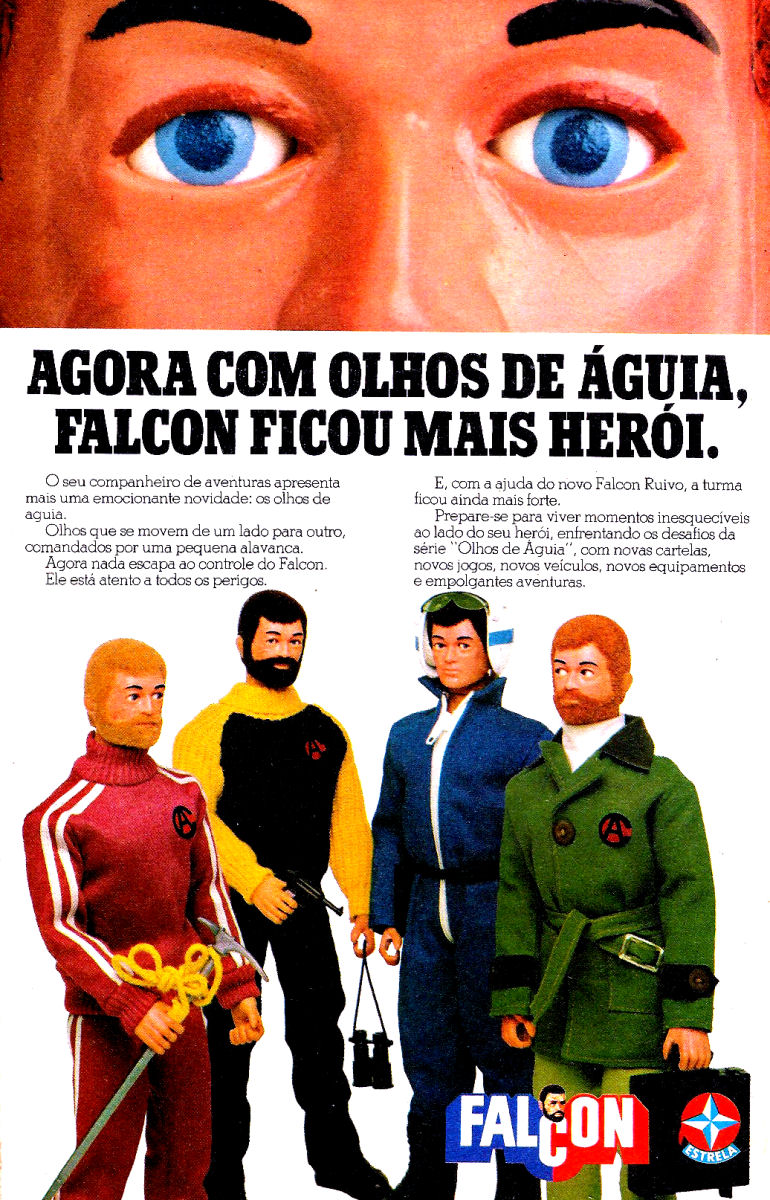 AGORA COM OLHOS DE ÁGUIA,
FALCON FICOU MAIS HERÓI.
O seu companheiro de aventuras apresenta
mais uma emocionante novidade: os olhos de
aguia.
Olhos que se movem de um lado para outro,
comandados por uma pequena alavanca.
Agora nada escapa ao controle do Falcon.
Ele está atento a todos os perigos.
E, com a ajuda do novo Falcon Ruivo, a turma
ficou ainda mais forte.
Prepare-se para viver momentos inesquecíveis
ao lado do seu herói, enfrentando os desafios da
série "Olhos de Aguia", com novas cartelas,
novos jogos, novos veículos, novos equipamentos
e empolgantes aventuras.
FALCON
ESTRELA